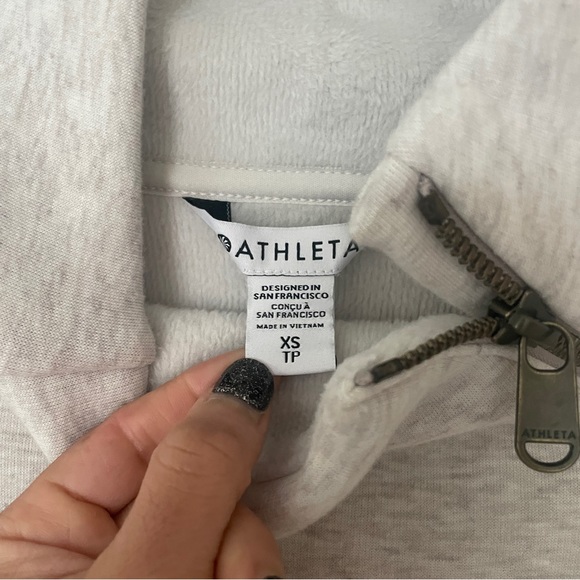 ATHLETA
DESIGNED IN
SAN FRANCISCO
CONÇU À
SAN FRANCISCO
MADE IN VIETNAM
XS
TP
ATHLETA